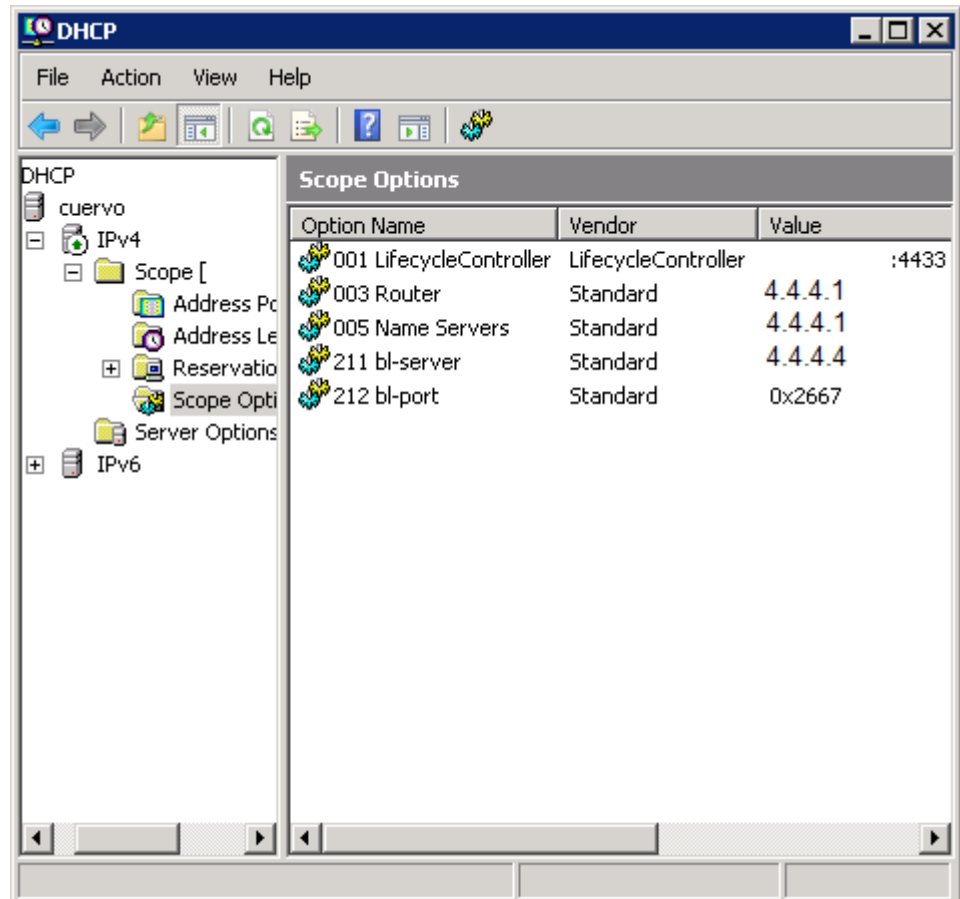 DHCP
File Action View Help
DHCP
cuervo
IPv4
Scope [
Address Po
Address Le
Reservatio
Scope Opti
Server Options
IPv6
Scope Options
Option Name Vendor Value
001 LifecycleController LifecycleController :4433
003 Router Standard 4.4.4.1
005 Name Servers Standard 4.4.4.1
211 bl-server Standard 4.4.4.4
212 bl-port Standard 0x2667